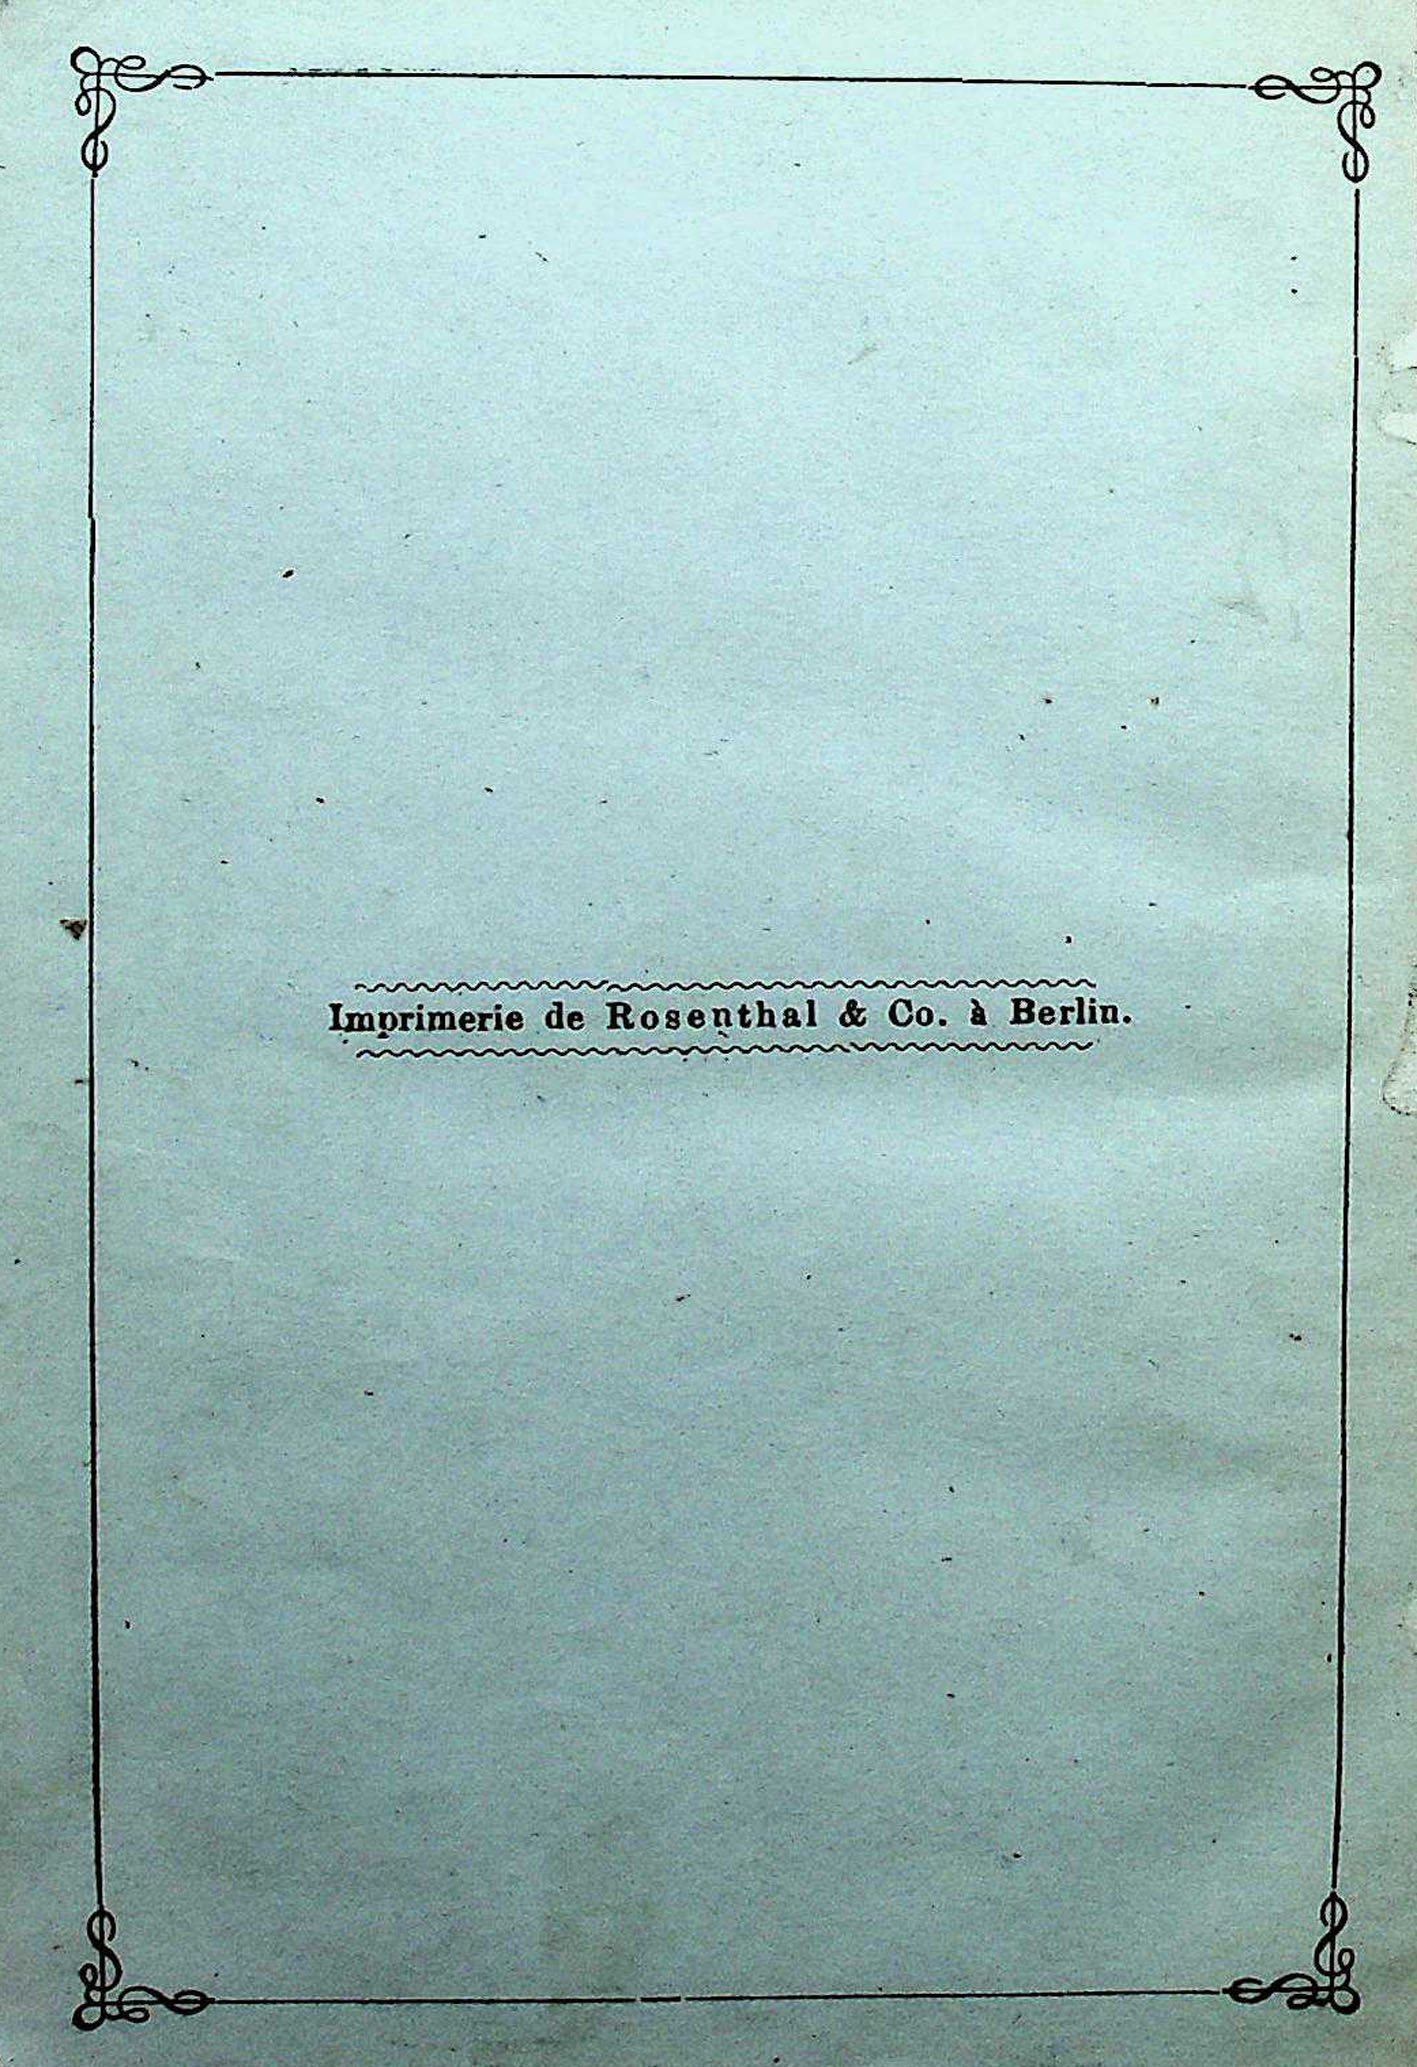 Imprimerie de Rosenthal & Co. à Berlin.